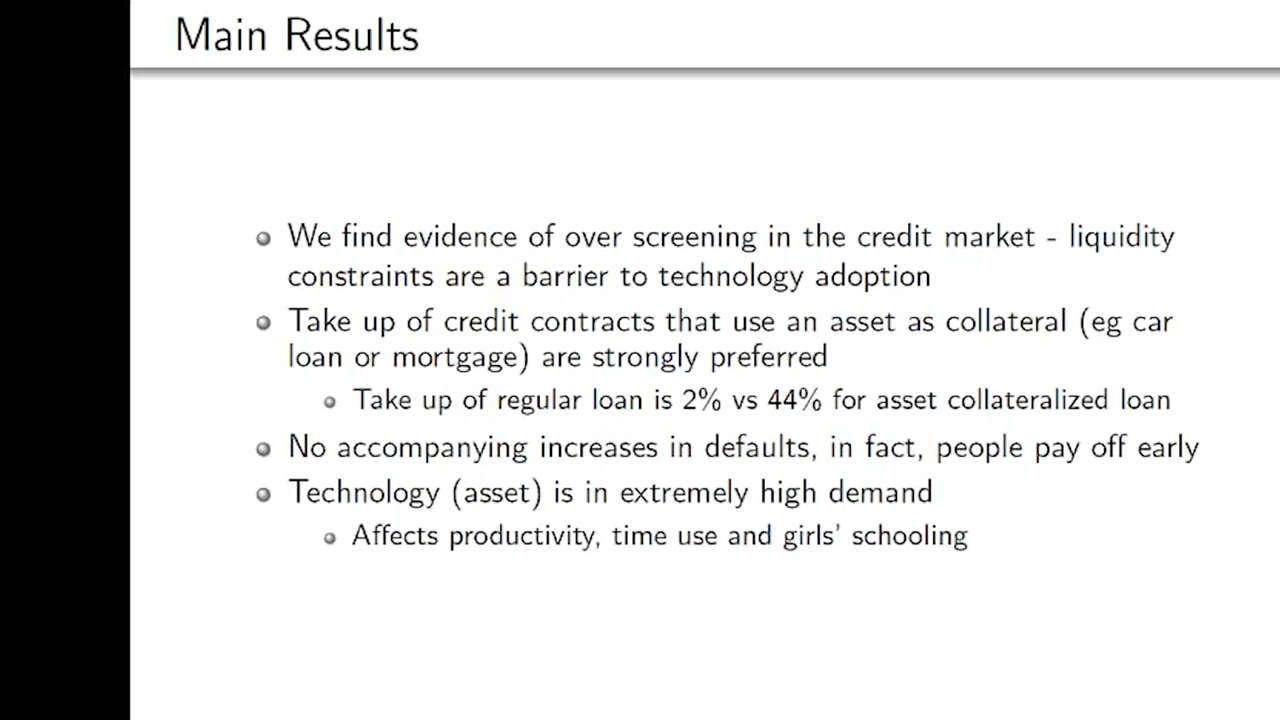 Main Results
We find evidence of over screening in the credit market - liquidity
constraints are a barrier to technology adoption
Take up of credit contracts that use an asset as collateral (eg car
loan or mortgage) are strongly preferred
Take up of regular loan is 2% vs 44% for asset collateralized loan
No accompanying increases in defaults, in fact, people pay off early
Technology (asset) is in extremely high demand
Affects productivity, time use and girls' schooling